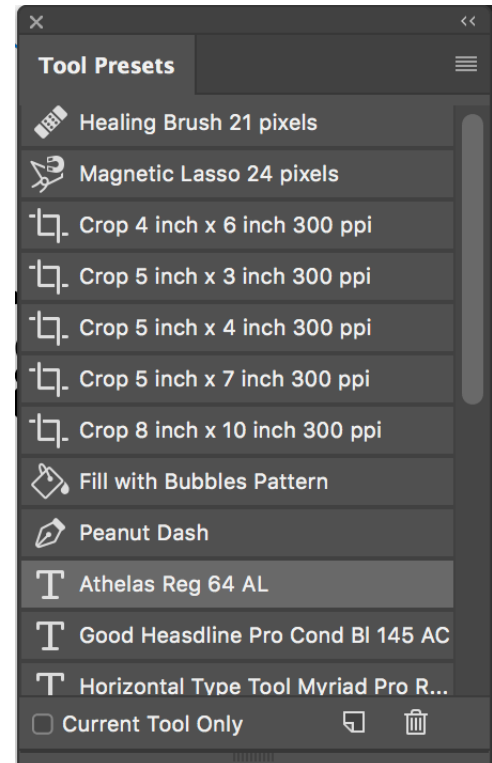 Tool Presets
Healing Brush 21 pixels
Magnetic Lasso 24 pixels
Crop 4 inch x 6 inch 300 ppi
Crop 5 inch x 3 inch 300 ppi
Crop 5 inch x 4 inch 300 ppi
Crop 5 inch x 7 inch 300 ppi
Crop 8 inch x 10 inch 300 ppi
Fill with Bubbles Pattern
Peanut Dash
Athelas Reg 64 AL
Good Heasdline Pro Cond Bl 145 AC
Horizontal Type Tool Myriad Pro R...
Current Tool Only